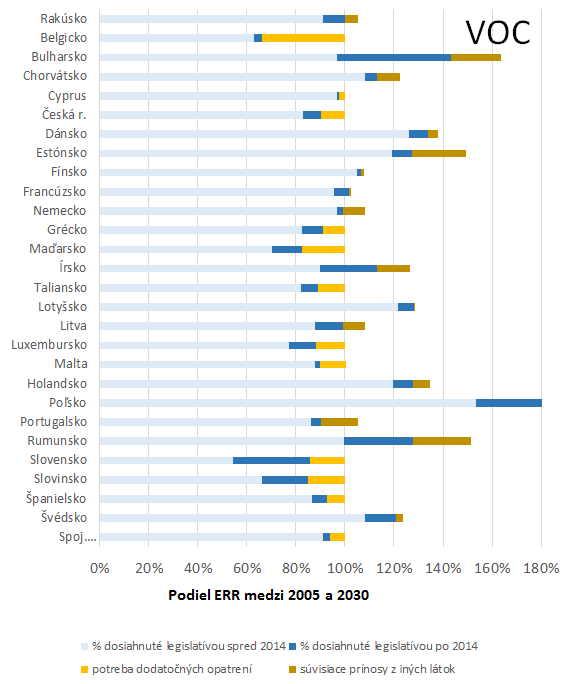 VOC
Rakúsko
Belgicko
Bulharsko
Chorvátsko
Cyprus
Česká r.
Dánsko
Estónsko
Fínsko
Francúzsko
Nemecko
Grécko
Maďarsko
Írsko
Taliansko
Lotyšsko
Litva
Luxembursko
Malta
Holandsko
Poľsko
Portugalsko
Rumunsko
Slovensko
Slovinsko
Španielsko
Švédsko
Spoj....
0% 20% 40% 60% 80% 100% 120% 140% 160% 180%
Podiel ERR medzi 2005 a 2030
% dosiahnuté legislatívou spred 2014 % dosiahnuté legislatívou po 2014
potreba dodatočných opatrení súvisiace prínosy z iných látok